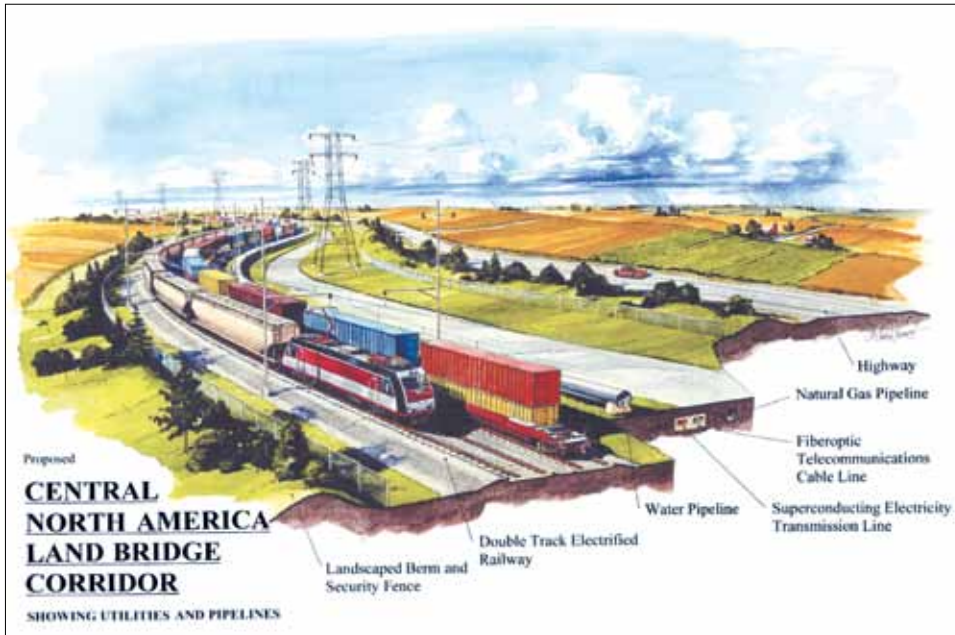 Proposed
CENTRAL
NORTH AMERICA
LAND BRIDGE
CORRIDOR
SHOWING UTILITIES AND PIPELINES
Landscaped Berm and
Security Fence
Double Track Electrified
Railway
Water Pipeline
Superconducting Electricity
Transmission Line
Fiberoptic
Telecommunications
Cable Line
Natural Gas Pipeline
Highway